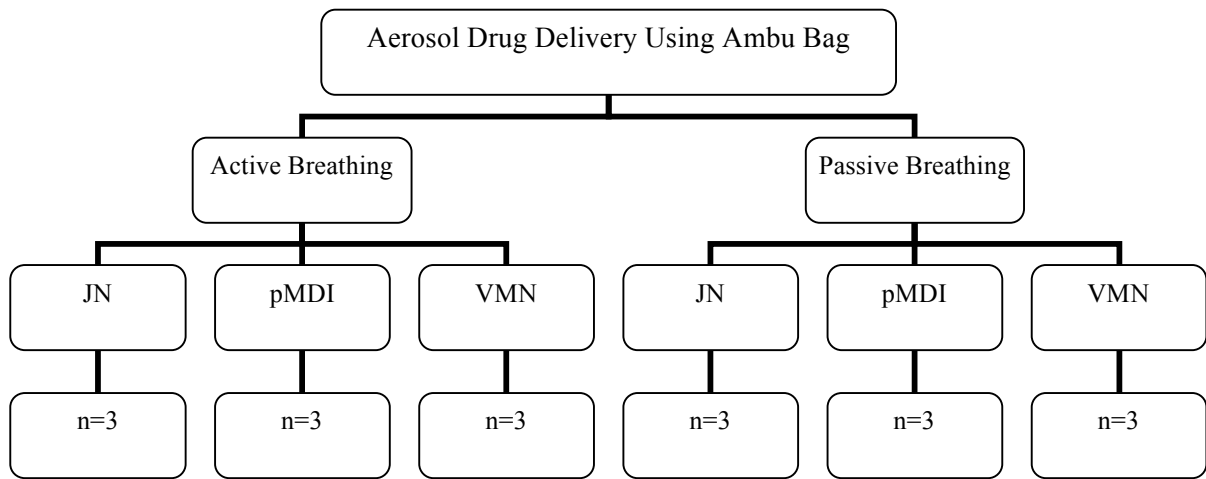 Aerosol Drug Delivery Using Ambu Bag
Active Breathing
Passive Breathing
JN
pMDI
VMN
JN
pMDI
VMN
n=3
n=3
n=3
n=3
n=3
n=3